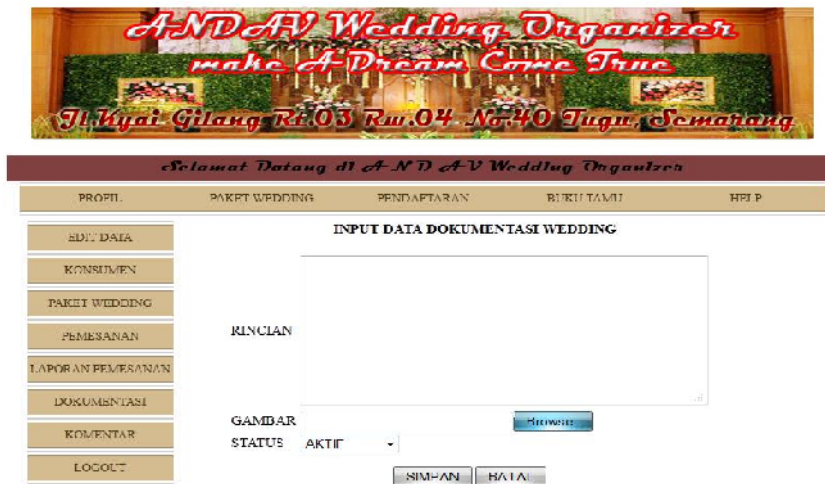 ANDAV Wedding Organizer
make A Dream Come True
Jl.Kyai Gilang Rt.03 Rw.04 No.40 Tugu, Semarang
Selamat Datang di A N D A V Wedding Organizer
PROFIL PAKET WEDDING PENDAFTARAN BUKU TAMU HELP
EDIT DATA
KONSUMEN
PAKET WEDDING
PEMESANAN
LAPORAN PEMESANAN
DOKUMENTASI
KOMENTAR
LOGOUT
INPUT DATA DOKUMENTASI WEDDING
RINCIAN
GAMBAR Browse
STATUS AKTIF
SIMPAN BATAL